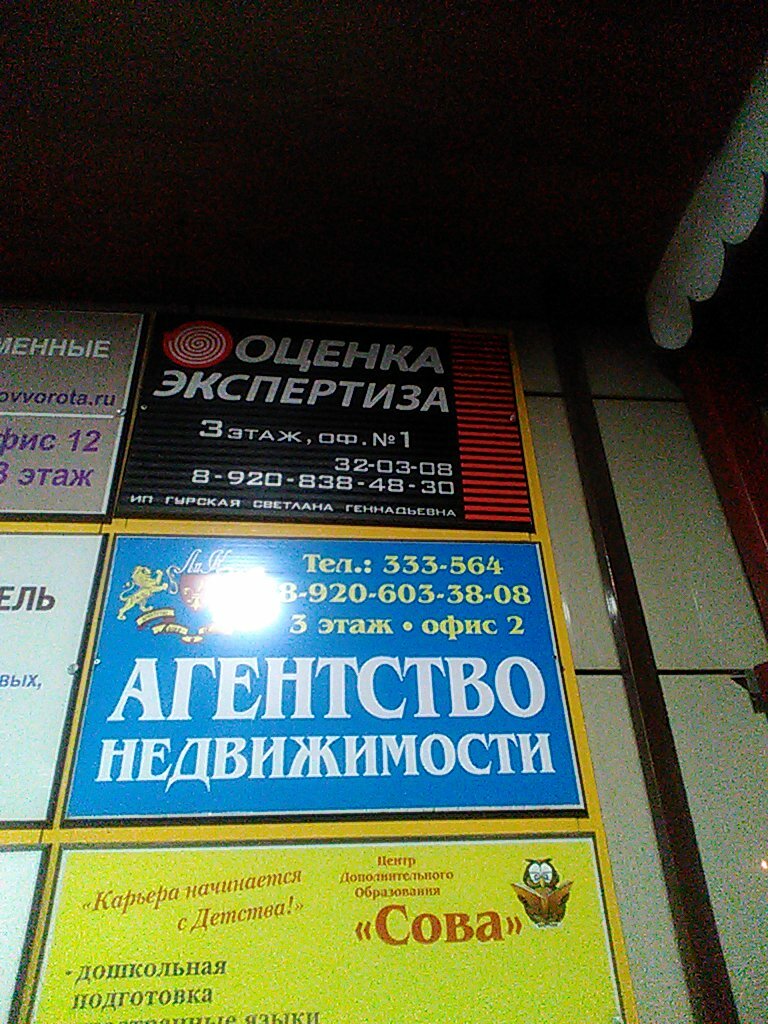 МЕННЫЕ
ovvorota.ru
фис 12
3 этаж
ОЦЕНКА
ЭКСПЕРТИЗА
3 ЭТАЖ, ОФ. №1
32-03-08
8-920-838-48-30
ИП ГУРСКАЯ СВЕТЛАНА ГЕННАДЬЕВНА
ЕЛЬ
вых,
Тел.: 333-564
8-920-603-38-08
3 этаж • офис 2
АГЕНТСТВО
НЕДВИЖИМОСТИ
«Карьера начинается
с Детства!»
Центр
Дополнительного
Образования
«Сова»
- дошкольная
подготовка
иностранные языки